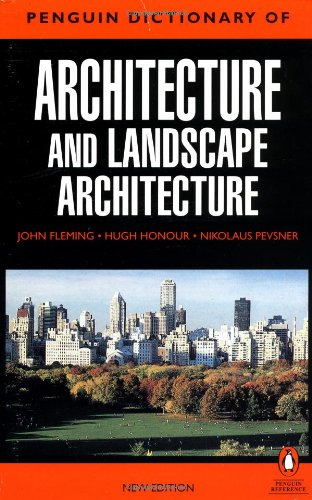 PENGUIN DICTIONARY OF
ARCHITECTURE
AND LANDSCAPE
ARCHITECTURE
JOHN FLEMING • HUGH HONOUR • NIKOLAUS PEVSNER
NEW EDITION
PENGUIN
REFERENCE